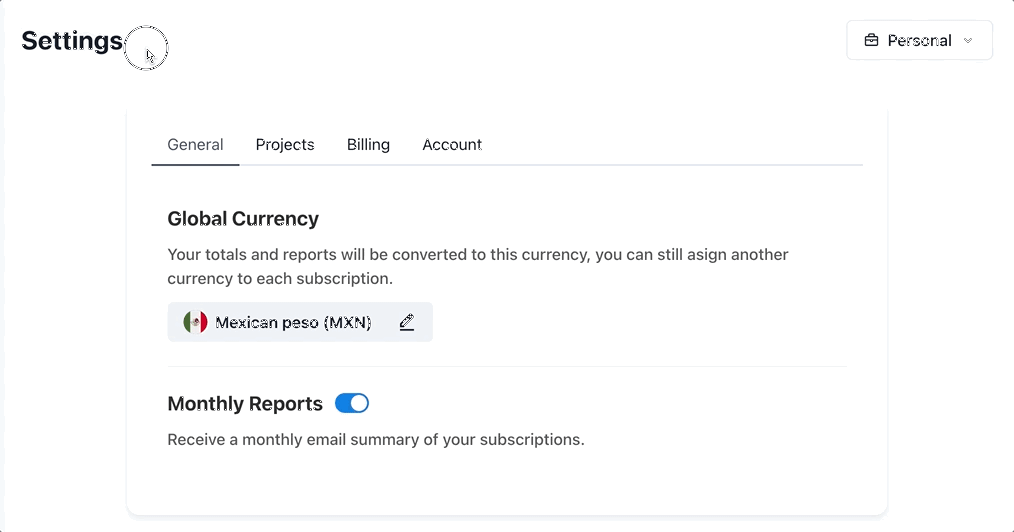 Settings
Personal
General Projects Billing Account
Global Currency
Your totals and reports will be converted to this currency, you can still asign another
currency to each subscription.
Mexican peso (MXN)
Monthly Reports
Receive a monthly email summary of your subscriptions.